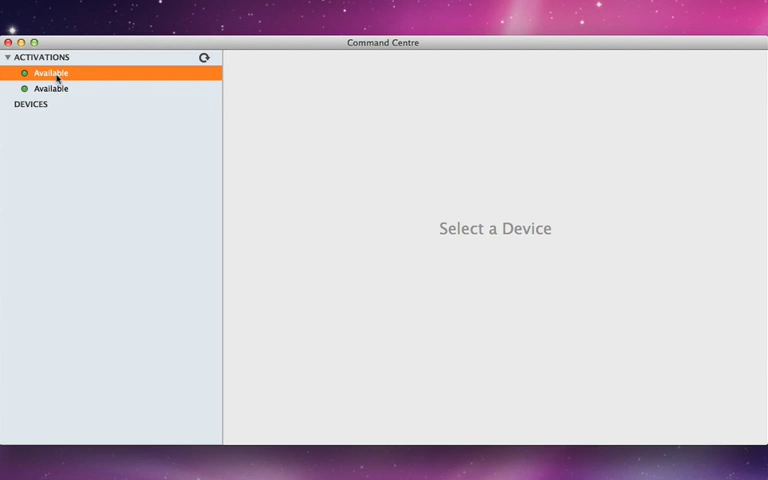 Command Centre
ACTIVATIONS
Available
Available
DEVICES
Select a Device